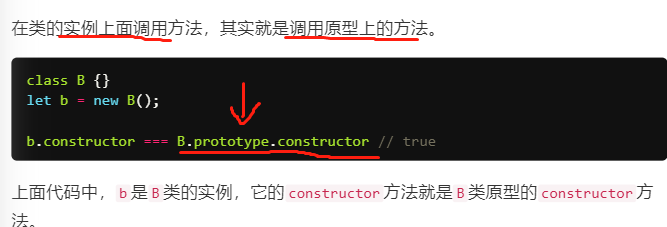 在类的实例上面调用方法，其实就是调用原型上的方法。
class B {}
let b = new B();
b.constructor === B.prototype.constructor // true
上面代码中，b是B类的实例，它的constructor方法就是B类原型的constructor方
法。